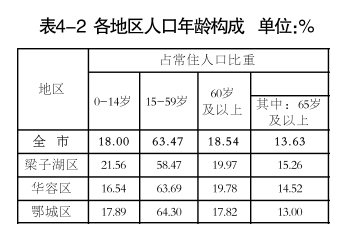 表4-2 各地区人口年龄构成 单位:%
地区 占常住人口比重
0-14岁 15-59岁 60岁及以上 其中：65岁及以上
全 市 18.00 63.47 18.54 13.63
梁子湖区 21.56 58.47 19.97 15.26
华容区 16.54 63.69 19.78 14.52
鄂城区 17.89 64.30 17.82 13.00